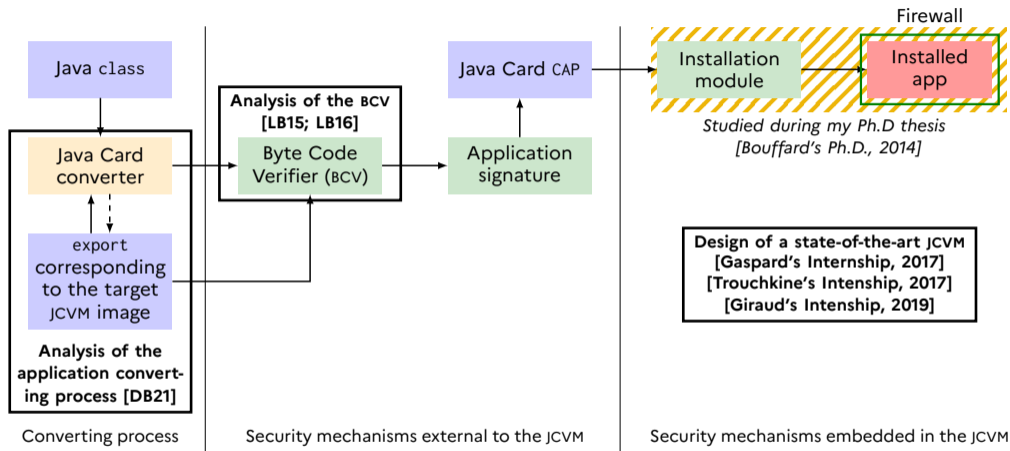 Firewall
Java class
Java Card
converter
export
corresponding
to the target
JCVM image
Analysis of the
application convert-
ing process [DB21]
Converting process
Analysis of the BCV
[LB15; LB16]
Byte Code
Verifier (BCV)
Application
signature
Java Card CAP
Security mechanisms external to the JCVM
Installation
module
Installed
app
Studied during my Ph.D thesis
[Bouffard's Ph.D., 2014]
Design of a state-of-the-art JCVM
[Gaspard's Internship, 2017]
[Trouchkine's Intenship, 2017]
[Giraud's Intenship, 2019]
Security mechanisms embedded in the JCVM